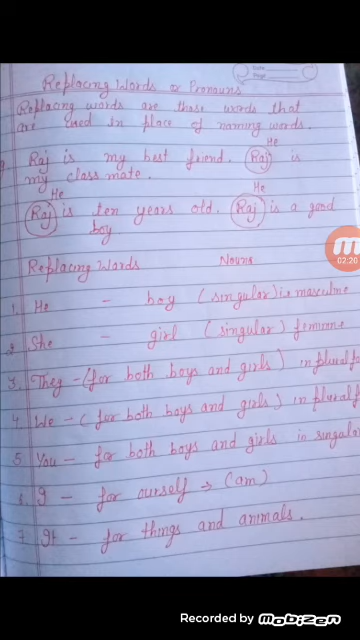 Replacing Words or Pronouns
Replacing words are those words that
are used in place of naming words.
He
Raj is my best friend. Raj is
my class mate.
He He
Raj is ten years old. Raj is a good
boy
Replacing Words Nouns
1. He - boy (singular) i.e masculine
2. She - girl (singular) feminine
3. They - (for both boys and girls) in plural f
4. We - (for both boys and girls) in plural f
5. You - for both boys and girls in singular
6. I - for ourself → (am)
7. It - for things and animals.
02:20
Recorded by mobizen